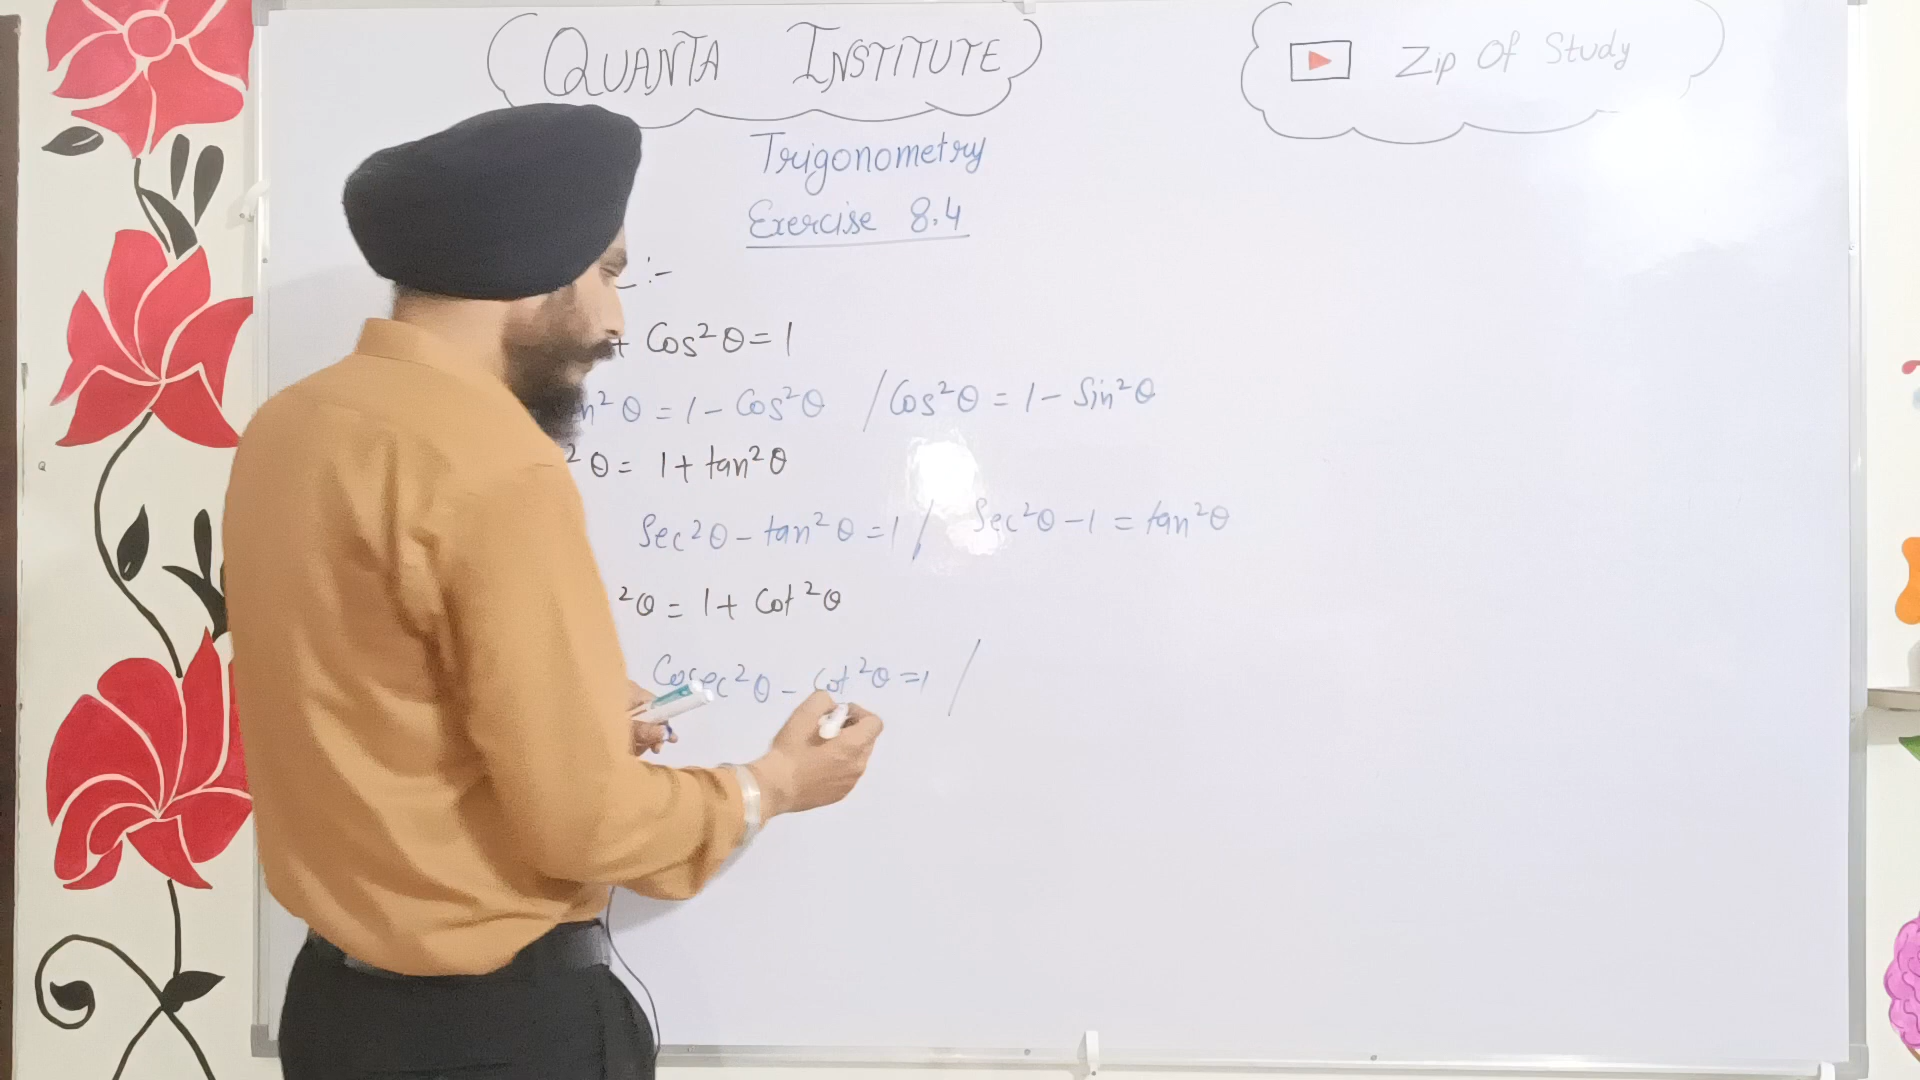 QUANTA INSTITUTE
Zip Of Study
Trigonometry
Exercise 8.4
:-
+ Cos²θ = 1
n²θ = 1 - Cos²θ / Cos²θ = 1 - Sin²θ
²θ = 1 + tan²θ
Sec²θ - tan²θ = 1 / Sec²θ - 1 = tan²θ
²θ = 1 + Cot²θ
Cosec²θ - Cot²θ = 1 /